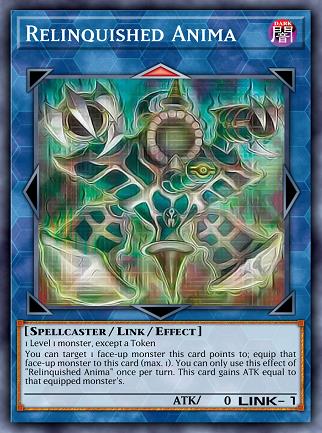 Relinquished Anima
DARK
闇
[Spellcaster / Link / Effect]
1 Level 1 monster, except a Token
You can target 1 face-up monster this card points to; equip that
face-up monster to this card (max. 1). You can only use this effect of
"Relinquished Anima" once per turn. This card gains ATK equal to
that equipped monster's.
ATK/ 0 LINK-1